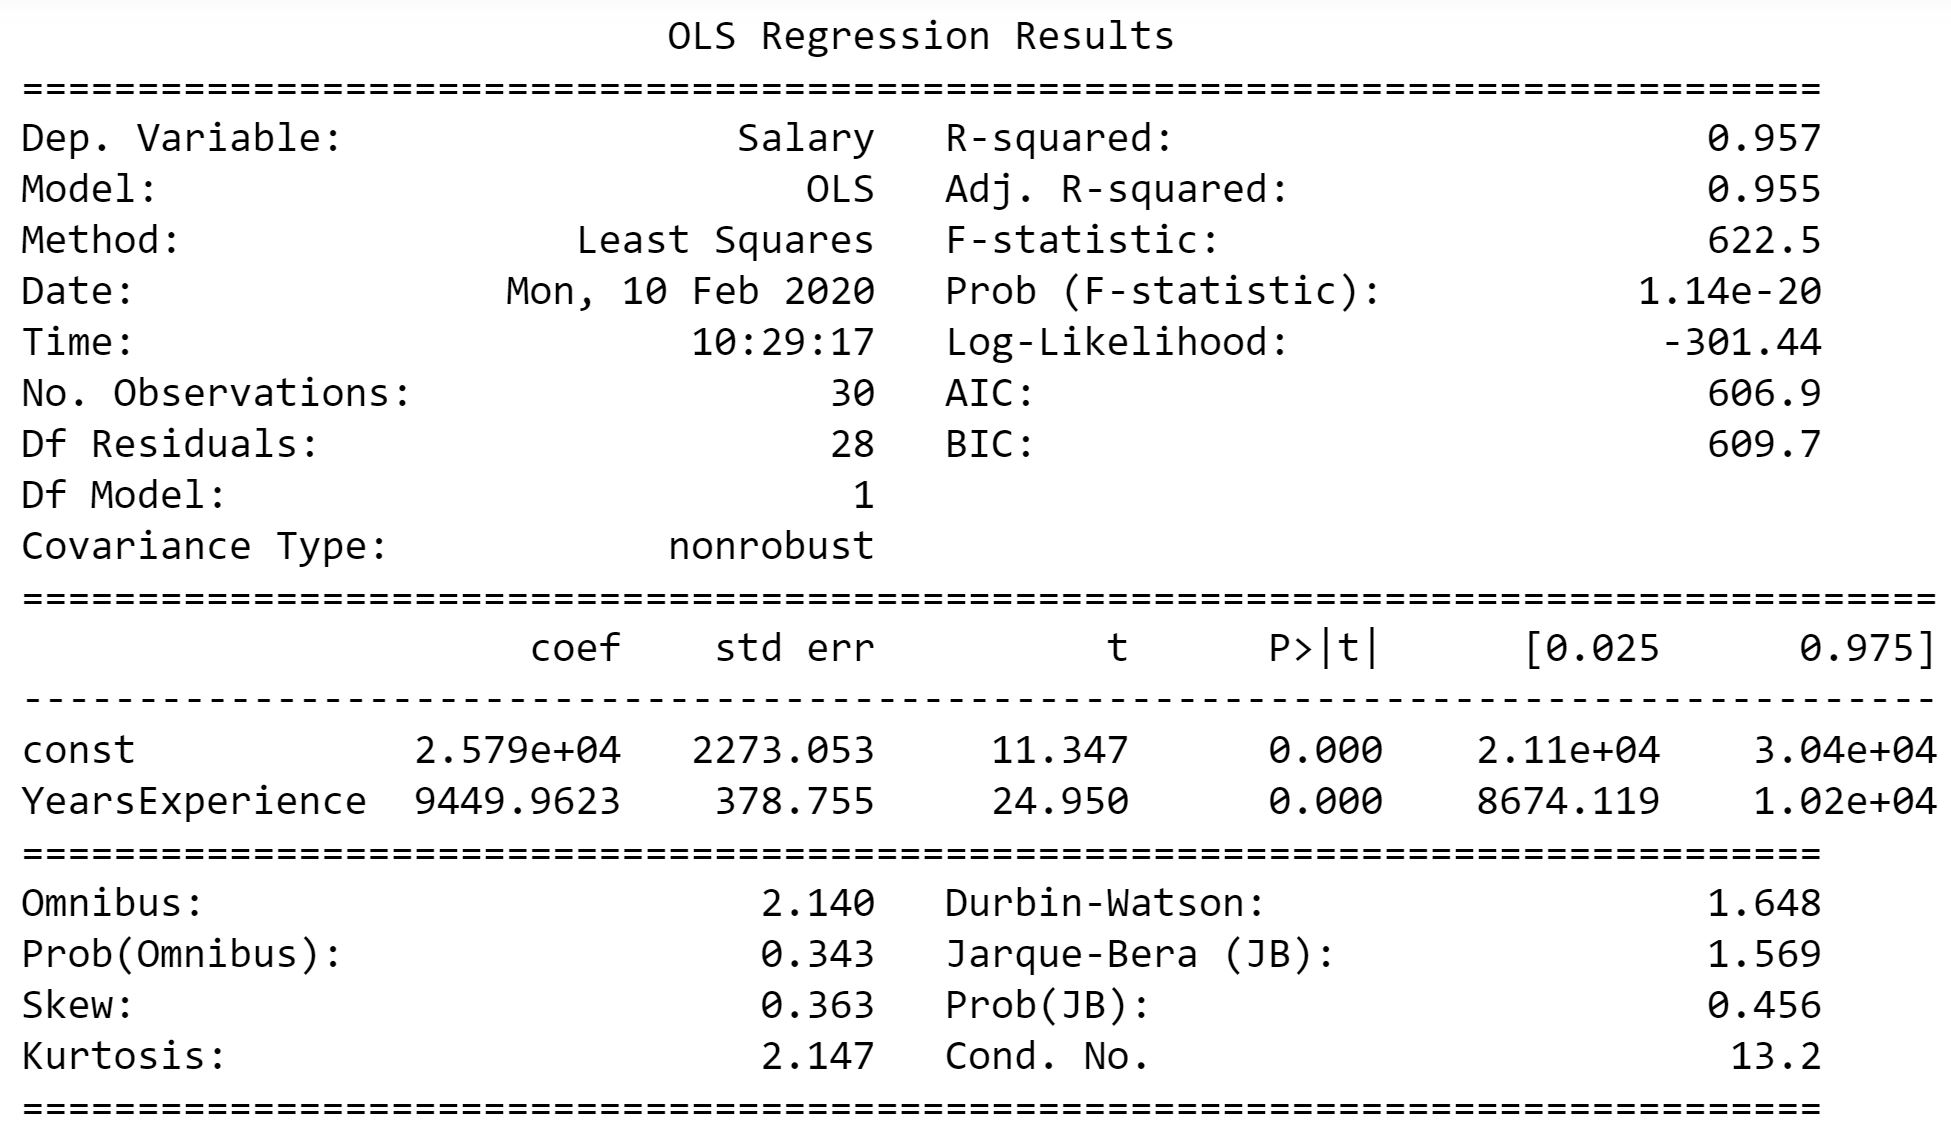 OLS Regression Results
==============================================================================
Dep. Variable:                 Salary   R-squared:                       0.957
Model:                            OLS   Adj. R-squared:                  0.955
Method:                 Least Squares   F-statistic:                     622.5
Date:                Mon, 10 Feb 2020   Prob (F-statistic):           1.14e-20
Time:                        10:29:17   Log-Likelihood:                -301.44
No. Observations:                  30   AIC:                             606.9
Df Residuals:                      28   BIC:                             609.7
Df Model:                           1
Covariance Type:            nonrobust
===================================================================================
                      coef    std err          t      P>|t|      [0.025      0.975]
-----------------------------------------------------------------------------------
const            2.579e+04   2273.053     11.347      0.000    2.11e+04    3.04e+04
YearsExperience  9449.9623    378.755     24.950      0.000    8674.119    1.02e+04
==============================================================================
Omnibus:                        2.140   Durbin-Watson:                   1.648
Prob(Omnibus):                  0.343   Jarque-Bera (JB):                1.569
Skew:                           0.363   Prob(JB):                        0.456
Kurtosis:                       2.147   Cond. No.                         13.2
==============================================================================